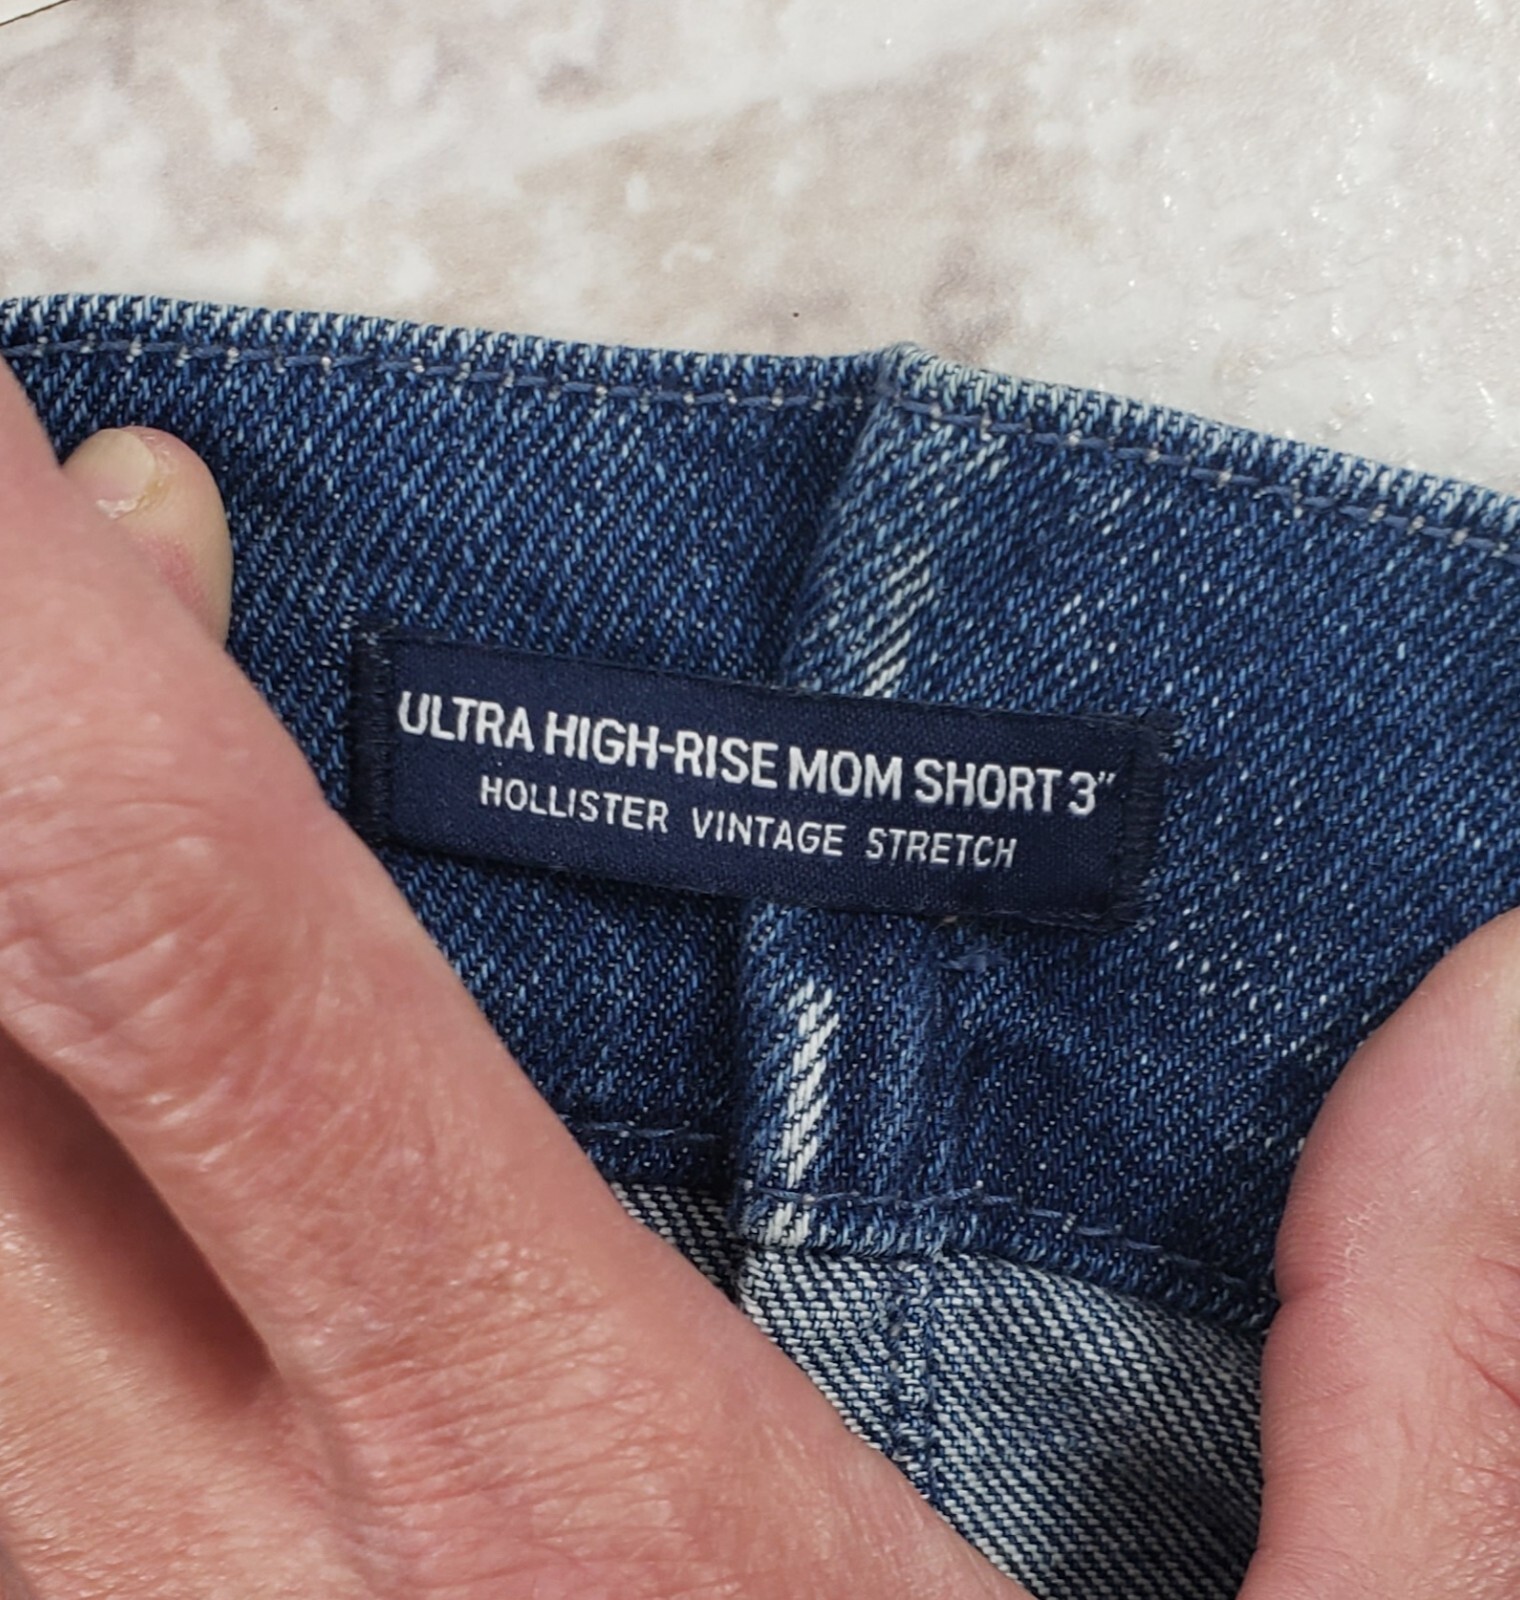 ULTRA HIGH-RISE MOM SHORT 3"
HOLLISTER VINTAGE STRETCH